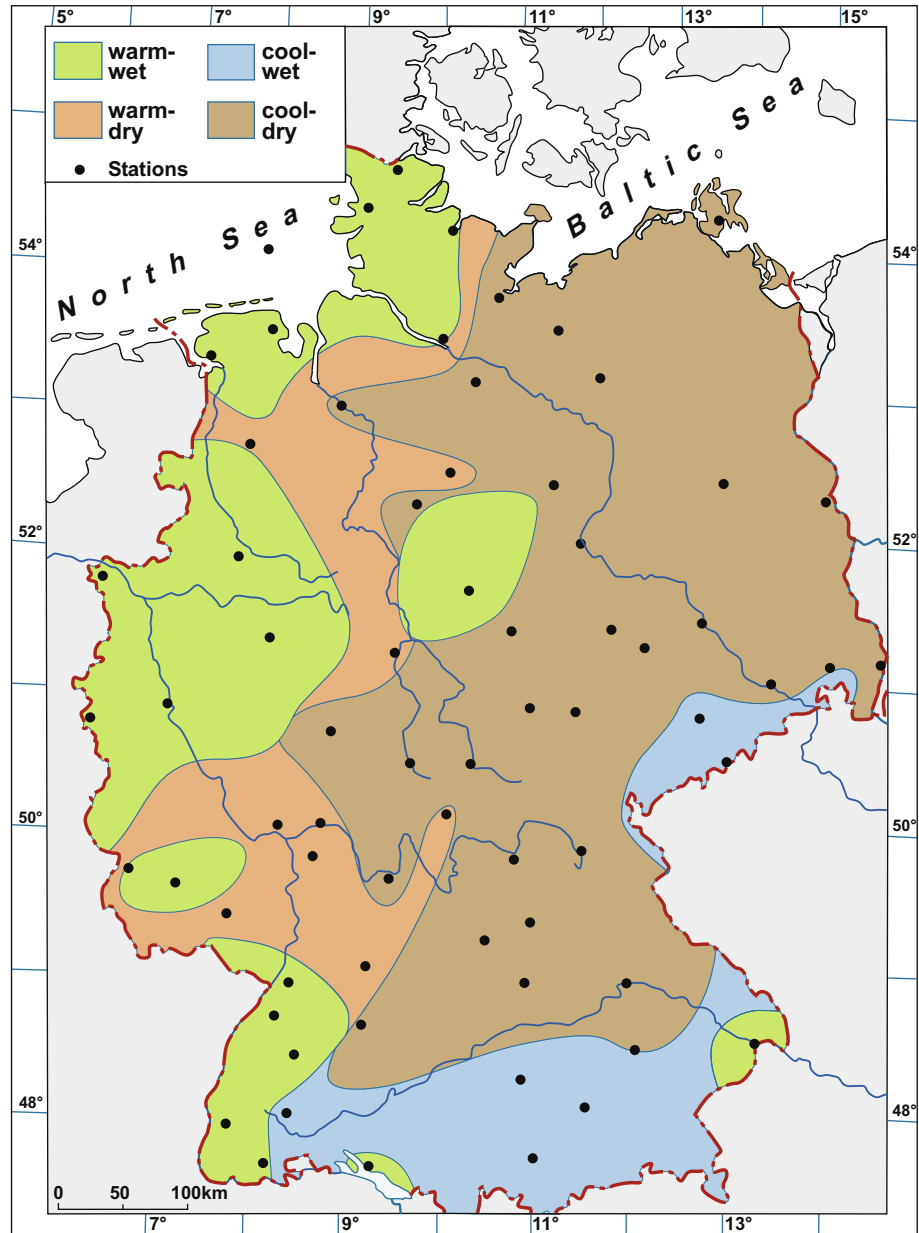 5° 7° 9° 11° 13° 15°
warm-
wet
cool-
wet
warm-
dry
cool-
dry
Stations
Baltic Sea
North Sea
54° 54°
52° 52°
50° 50°
48° 48°
0 50 100km
7° 9° 11° 13°